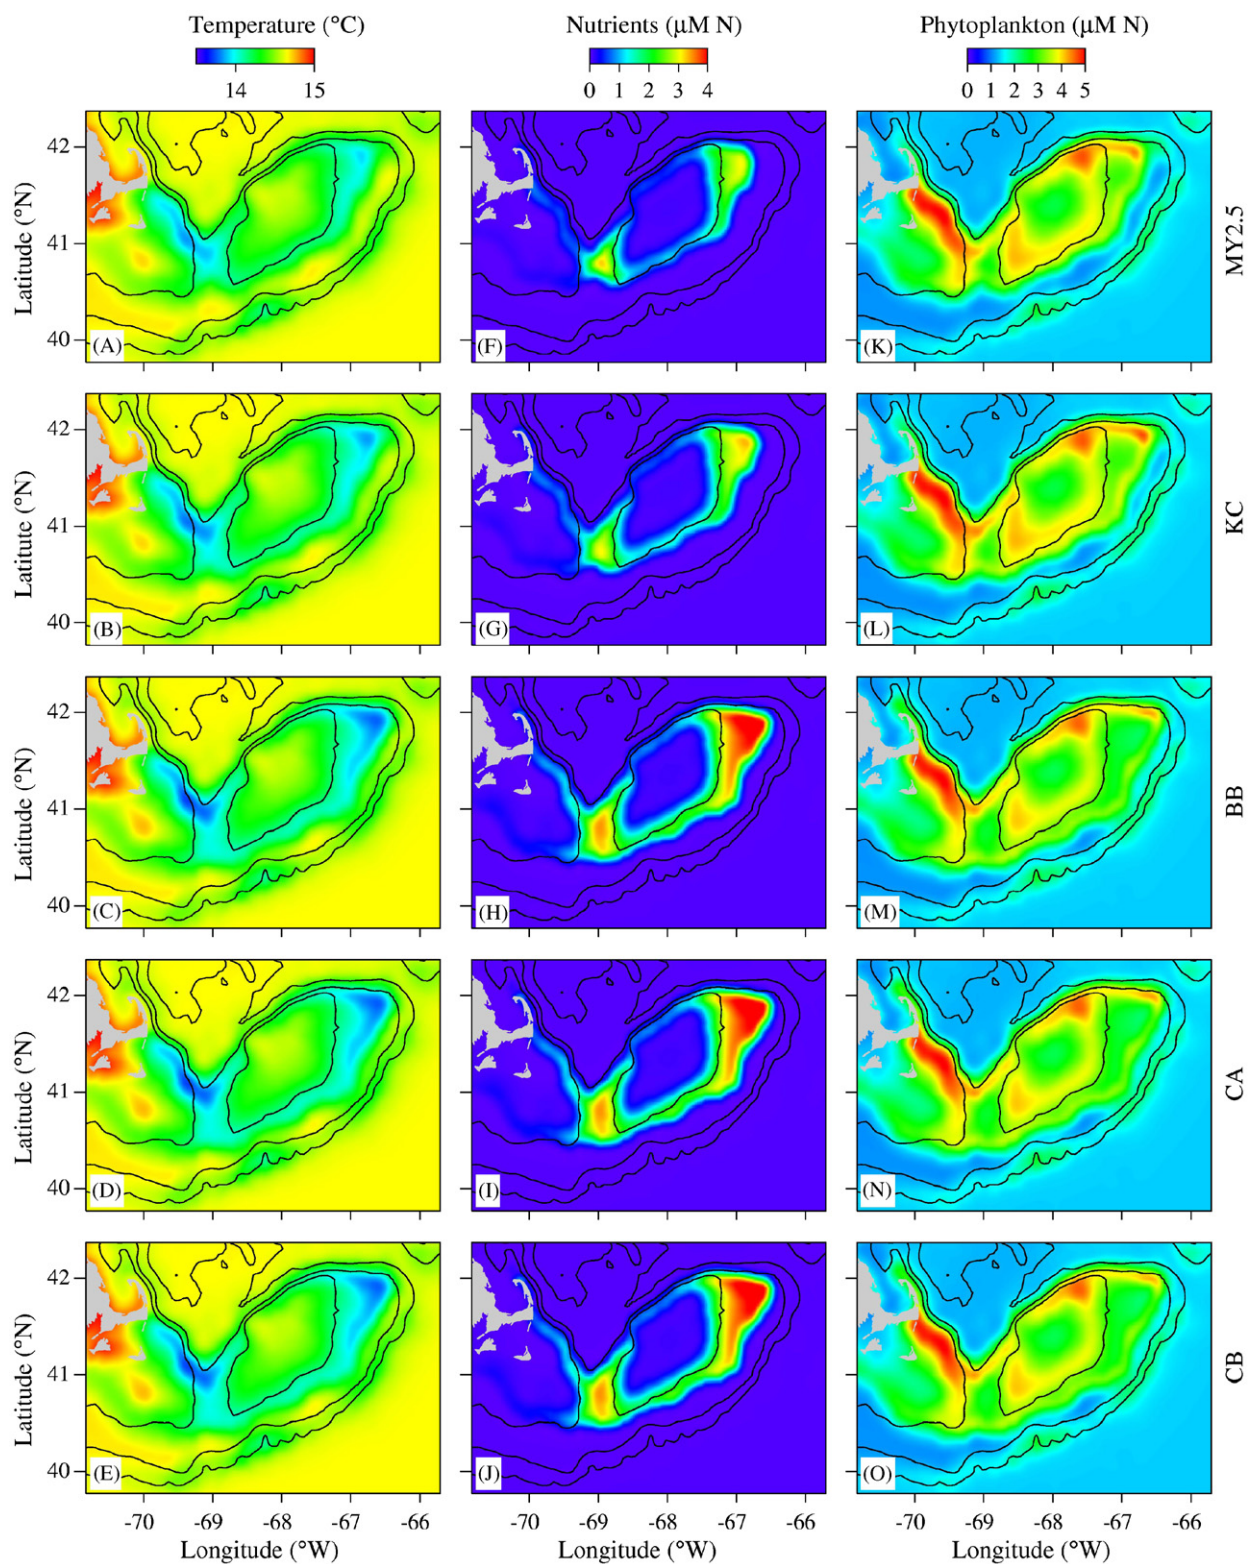 Temperature (°C)
Nutrients (μM N)
Phytoplankton (μM N)
14 15
0 1 2 3 4
0 1 2 3 4 5
Latitude (°N)
42
41
40
(A)
(F)
(K)
MY2.5
Latitute (°N)
42
41
40
(B)
(G)
(L)
KC
Latitude (°N)
42
41
40
(C)
(H)
(M)
BB
Latitude (°N)
42
41
40
(D)
(I)
(N)
CA
Latitude (°N)
42
41
40
(E)
(J)
(O)
CB
-70 -69 -68 -67 -66
-70 -69 -68 -67 -66
-70 -69 -68 -67 -66
Longitude (°W)
Longitude (°W)
Longitude (°W)